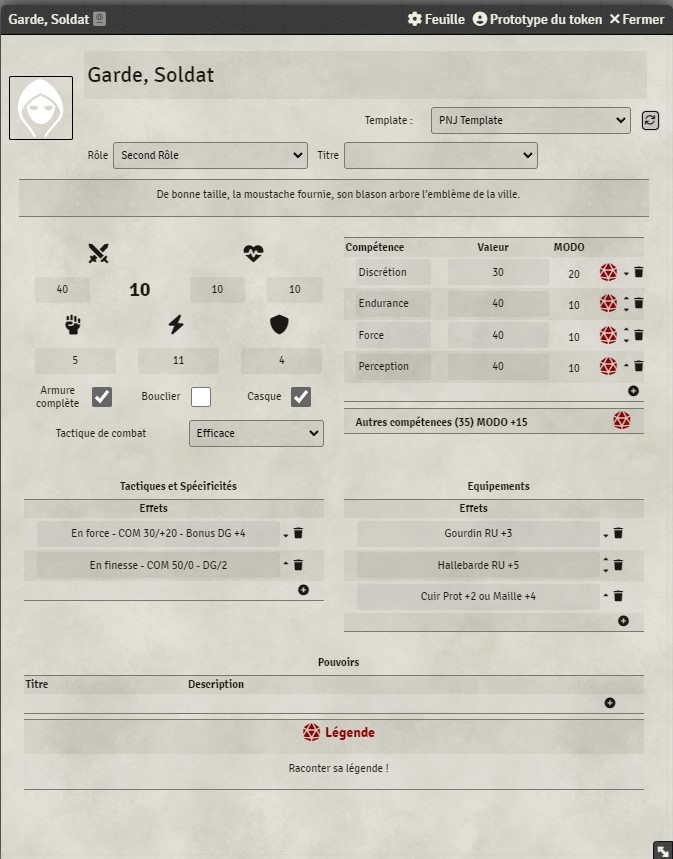 Garde, Soldat
Feuille Prototype du token Fermer
Garde, Soldat
Template : PNJ Template
Rôle Second Rôle Titre
De bonne taille, la moustache fournie, son blason arbore l'emblème de la ville.
40 10 10 10
5 11 4
Armure complète Bouclier Casque
Tactique de combat Efficace
Compétence Valeur MODO
Discrétion 30 20
Endurance 40 10
Force 40 10
Perception 40 10
Autres compétences (35) MODO +15
Tactiques et Spécificités
Effets
En force - COM 30/+20 - Bonus DG +4
En finesse - COM 50/0 - DG/2
Equipements
Effets
Gourdin RU +3
Hallebarde RU +5
Cuir Prot +2 ou Maille +4
Pouvoirs
Titre Description
Légende
Raconter sa légende !